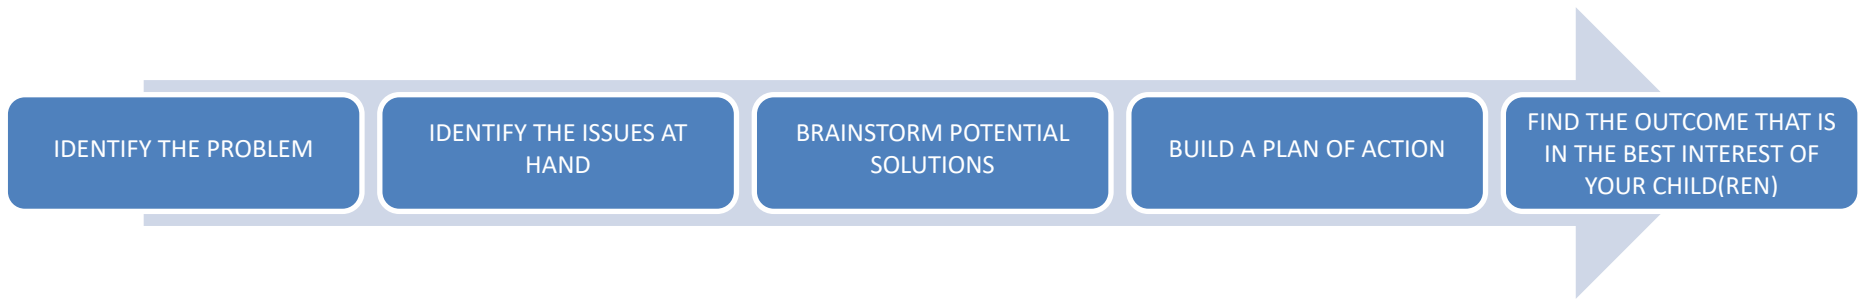 IDENTIFY THE PROBLEM
IDENTIFY THE ISSUES AT
HAND
BRAINSTORM POTENTIAL
SOLUTIONS
BUILD A PLAN OF ACTION
FIND THE OUTCOME THAT IS
IN THE BEST INTEREST OF
YOUR CHILD(REN)